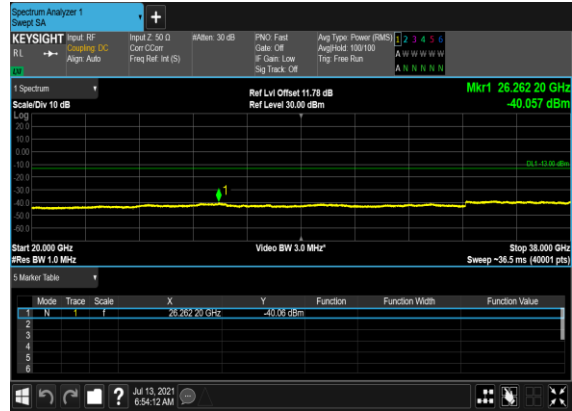 Spectrum Analyzer 1
Swept SA
+
KEYSIGHT Input: RF Input Z: 50 Ω #Atten: 30 dB PNO: Fast Avg Type: Power (RMS) 1 2 3 4 5 6
RL Coupling: DC Corr CCorr Gate: Off Avg|Hold: 100/100 A W W W W W
Align: Auto Freq Ref: Int (S) IF Gain: Low Trig: Free Run
Sig Track: Off A N N N N N
1 Spectrum Ref Lvl Offset 11.78 dB Mkr1 26.262 20 GHz
Scale/Div 10 dB Ref Level 30.00 dBm -40.057 dBm
Log
20.0
10.0
0.00
-10.0 DL1 -13.00 dBm
-20.0
-30.0 1
-40.0
-50.0
-60.0
Start 20.000 GHz Video BW 3.0 MHz* Stop 38.000 GHz
#Res BW 1.0 MHz Sweep ~36.5 ms (40001 pts)
5 Marker Table
Mode Trace Scale X Y Function Function Width Function Value
1 N 1 f 26.262 20 GHz -40.06 dBm
2
3
4
5
6
? Jul 13, 2021
6:54:12 AM